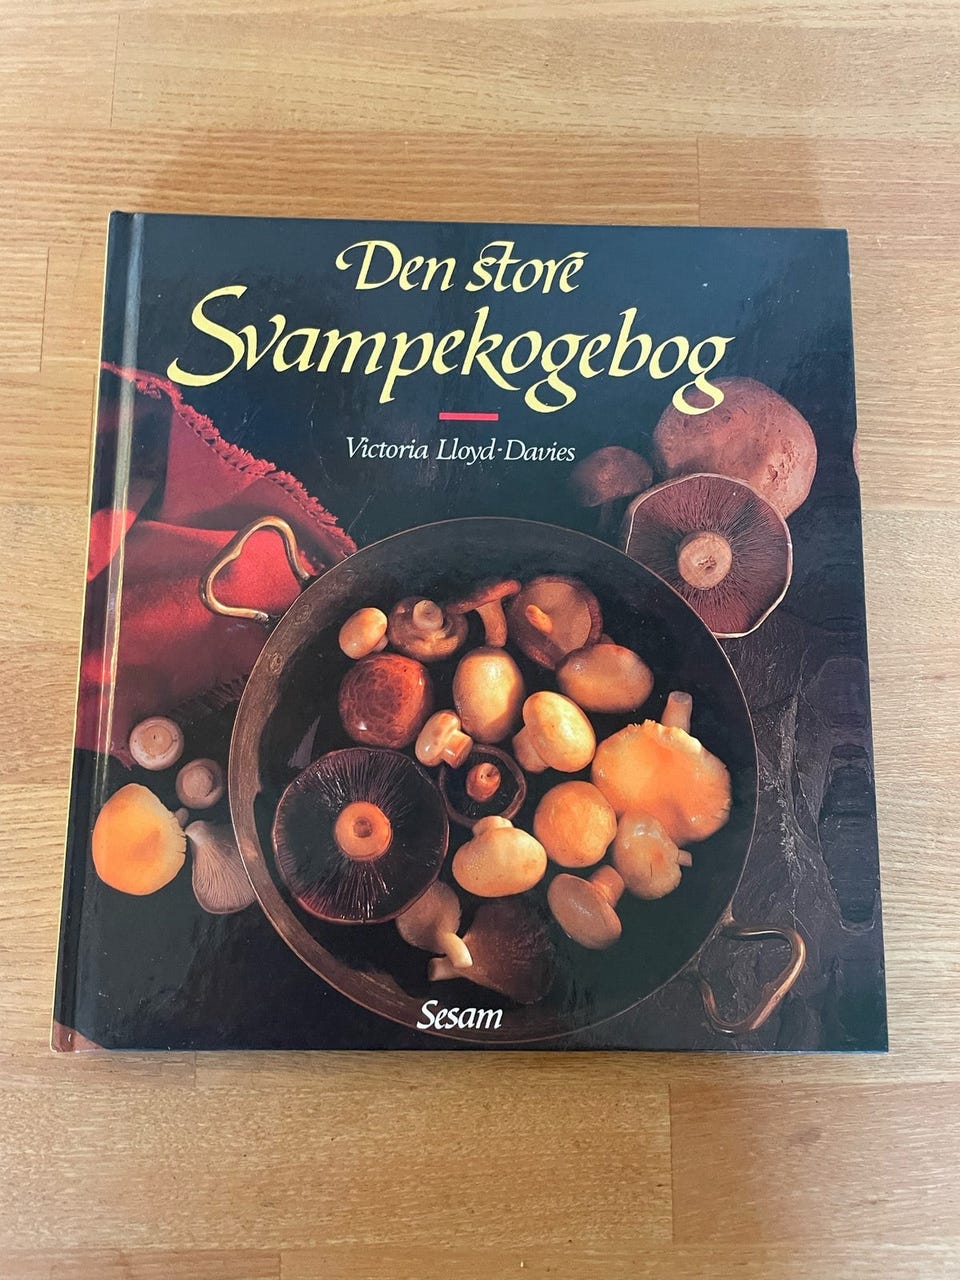 Den store
Svampekogebog
Victoria Lloyd-Davies
Sesam